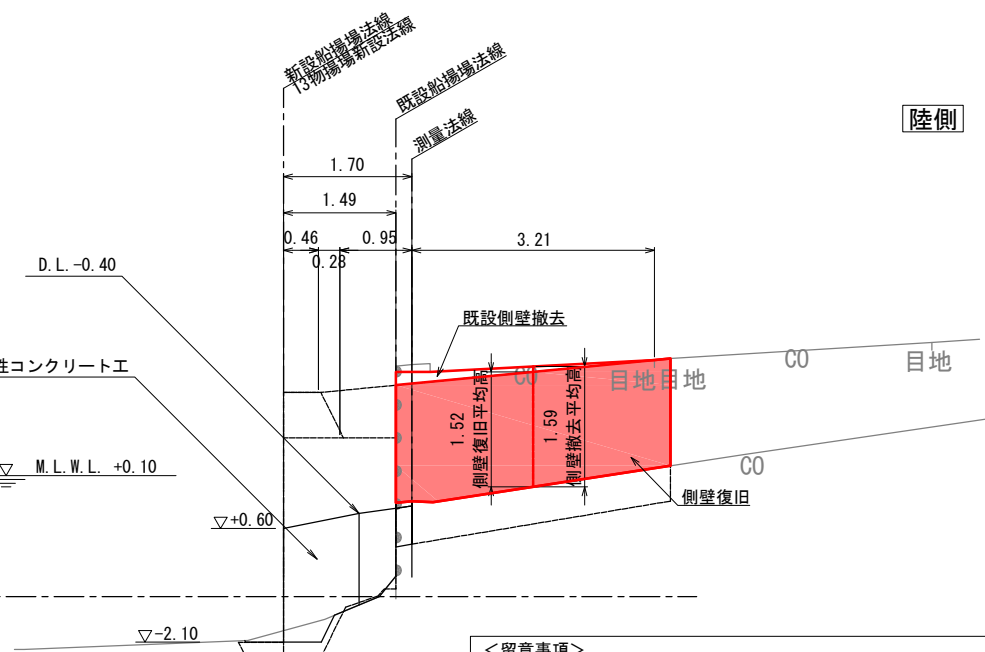 新設船揚場法線
13物揚場新設法線
既設船揚場法線
測量法線
陸側
1.70
1.49
0.46
0.28
0.95
3.21
D.L.-0.40
既設側壁撤去
性コンクリート工
CO
目地
目地
CO
目地
1.52
側壁復旧平均高
1.59
側壁撤去平均高
M.L.W.L. +0.10
CO
側壁復旧
▽+0.60
▽-2.10
<留意事項>